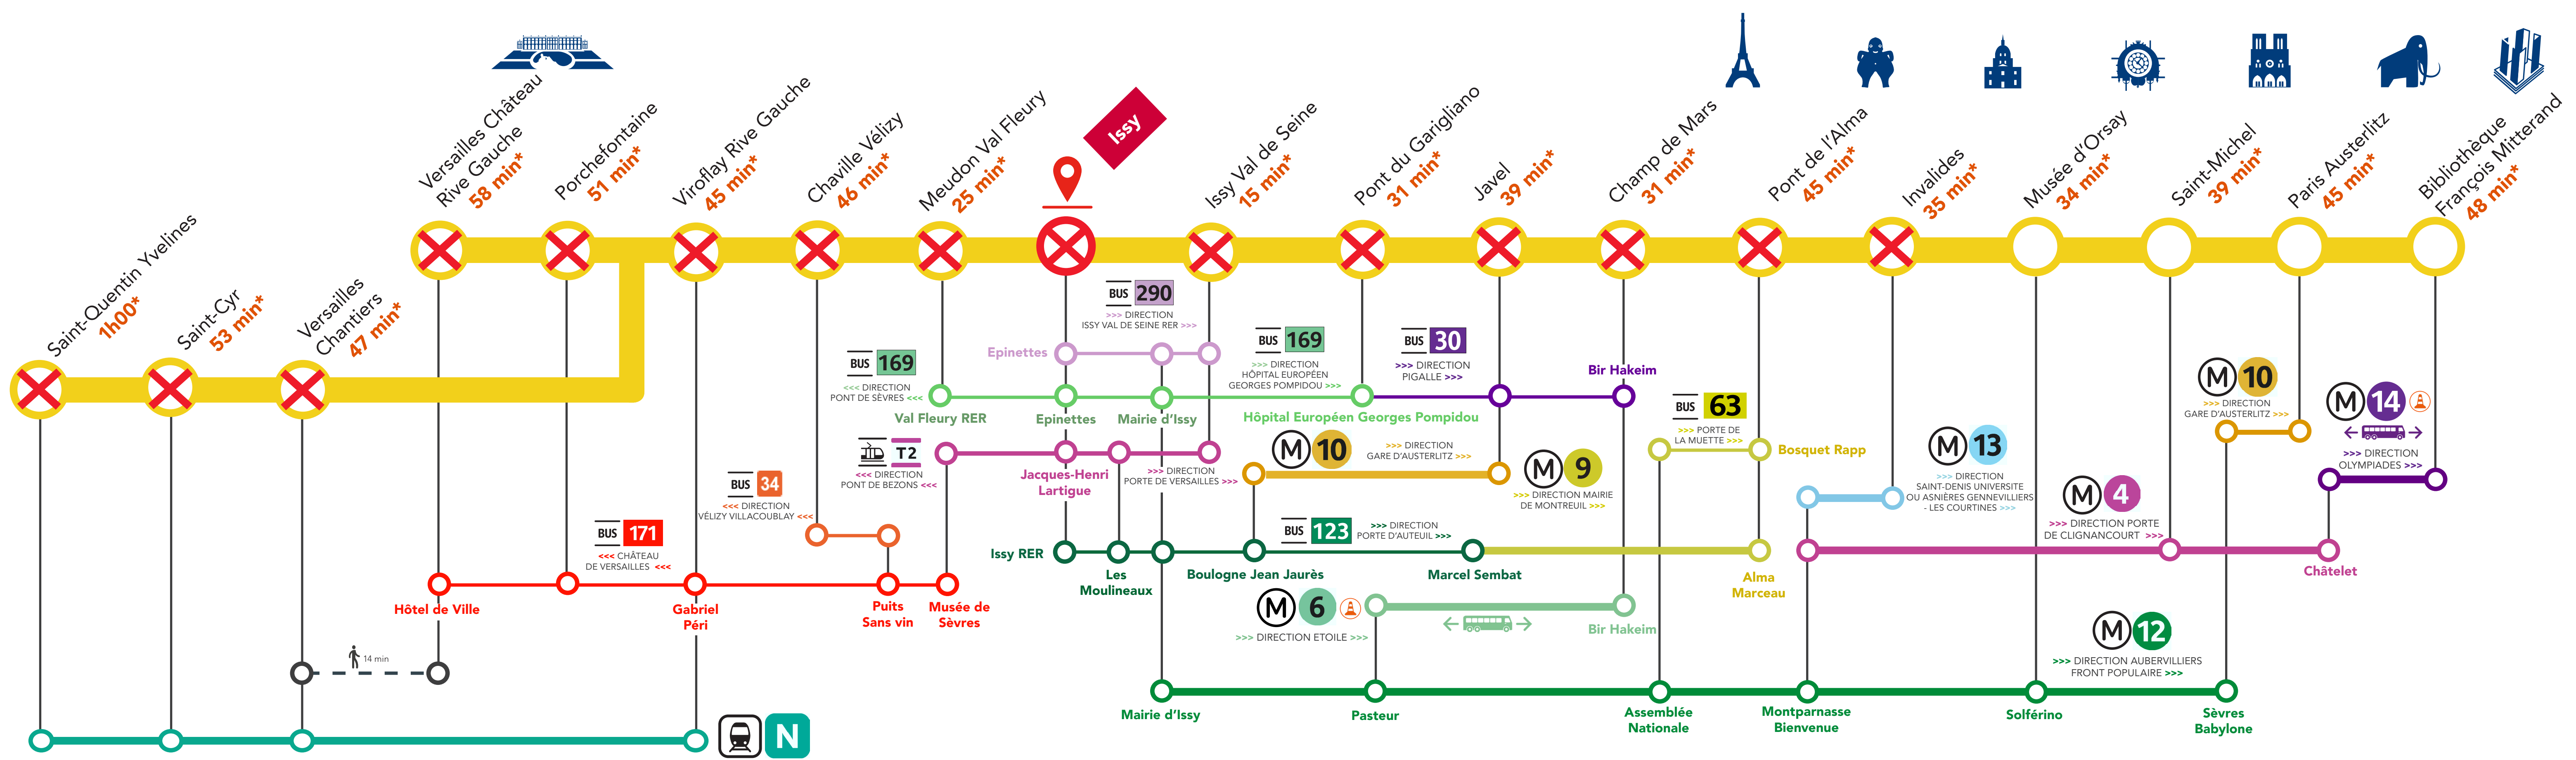 Versailles Château
Rive Gauche
58 min*
Porchefontaine
51 min*
Viroflay Rive Gauche
45 min*
Chaville Vélizy
46 min*
Meudon Val Fleury
25 min*
Issy
Issy Val de Seine
15 min*
Pont du Garigliano
31 min*
Javel
39 min*
Champ de Mars
31 min*
Pont de l'Alma
45 min*
Invalides
35 min*
Musée d'Orsay
34 min*
Saint-Michel
39 min*
Paris Austerlitz
45 min*
Bibliothèque
François Mitterand
48 min*
Saint-Quentin Yvelines
1h00*
Saint-Cyr
53 min*
Versailles
Chantiers
47 min*
BUS 290
>>> DIRECTION
ISSY VAL DE SEINE RER >>>
Epinettes
BUS 169
<<< DIRECTION
PONT DE SÈVRES <<<
Val Fleury RER
Epinettes
Mairie d'Issy
BUS 169
>>> DIRECTION
HÔPITAL EUROPÉEN
GEORGES POMPIDOU >>>
Hôpital Européen Georges Pompidou
BUS 30
>>> DIRECTION
PIGALLE >>>
Bir Hakeim
BUS 63
>>> PORTE DE
LA MUETTE >>>
Bosquet Rapp
T2
<<< DIRECTION
PONT DE BEZONS <<<
Jacques-Henri
Lartigue
>>> DIRECTION
PORTE DE VERSAILLES >>>
M 10
>>> DIRECTION
GARE D'AUSTERLITZ >>>
M 9
>>> DIRECTION MAIRIE
DE MONTREUIL >>>
M 13
>>> DIRECTION
SAINT-DENIS UNIVERSITE
OU ASNIÈRES GENNEVILLIERS
- LES COURTINES >>>
M 10
>>> DIRECTION
GARE D'AUSTERLITZ >>>
M 14
>>> DIRECTION
OLYMPIADES >>>
M 4
>>> DIRECTION PORTE
DE CLIGNANCOURT >>>
Châtelet
BUS 34
<<< DIRECTION
VÉLIZY VILLACOUBLAY <<<
BUS 171
<<< CHÂTEAU
DE VERSAILLES <<<
Hôtel de Ville
Gabriel
Péri
Puits
Sans vin
Musée de
Sèvres
Issy RER
Les
Moulineaux
BUS 123
>>> DIRECTION
PORTE D'AUTEUIL >>>
Boulogne Jean Jaurès
Marcel Sembat
Alma
Marceau
M 6
>>> DIRECTION ETOILE >>>
Bir Hakeim
M 12
>>> DIRECTION AUBERVILLIERS
FRONT POPULAIRE >>>
Mairie d'Issy
Pasteur
Assemblée
Nationale
Montparnasse
Bienvenue
Solférino
Sèvres
Babylone
14 min
N